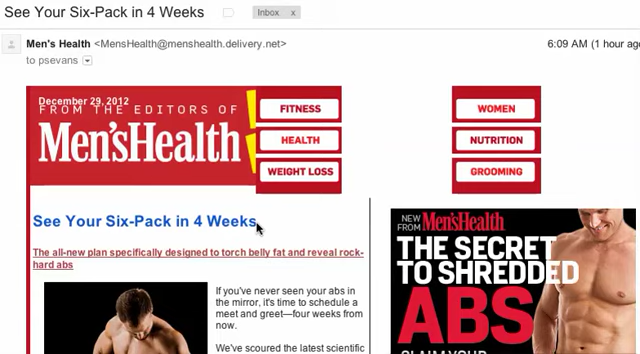 See Your Six-Pack in 4 Weeks
Inbox x
Men's Health <MensHealth@menshealth.delivery.net>
6:09 AM (1 hour ago
to psevans
December 29, 2012
FROM THE EDITORS OF
Men'sHealth
FITNESS
HEALTH
WEIGHT LOSS
WOMEN
NUTRITION
GROOMING
See Your Six-Pack in 4 Weeks
The all-new plan specifically designed to torch belly fat and reveal rock-
hard abs
If you've never seen your abs in
the mirror, it's time to schedule a
meet and greet—four weeks from
now.
We've scoured the latest scientific
NEW
FROM Men'sHealth
THE SECRET
TO SHREDDED
ABS
CLAIM YOUR